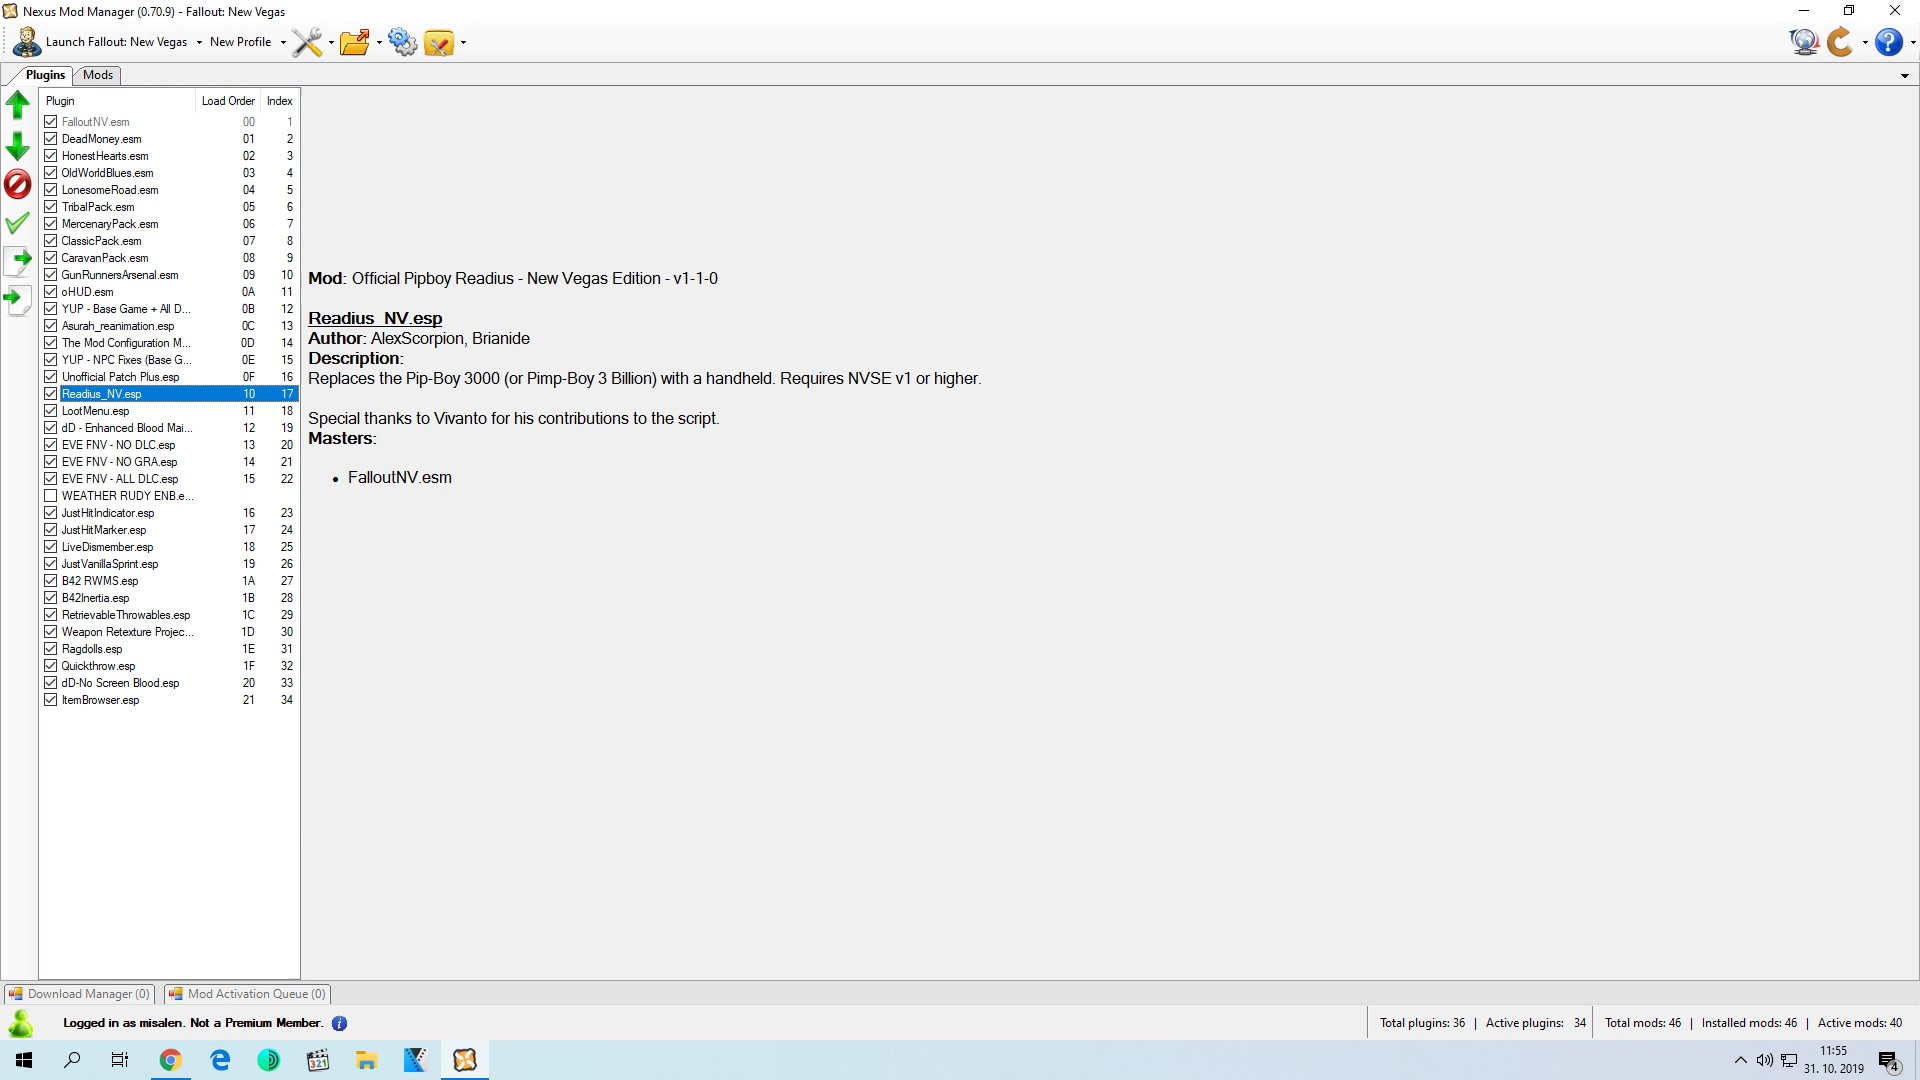 Nexus Mod Manager (0.70.9) - Fallout: New Vegas
Launch Fallout: New Vegas New Profile
Plugins Mods
Plugin Load Order Index
FalloutNV.esm 00 1
DeadMoney.esm 01 2
HonestHearts.esm 02 3
OldWorldBlues.esm 03 4
LonesomeRoad.esm 04 5
TribalPack.esm 05 6
MercenaryPack.esm 06 7
ClassicPack.esm 07 8
CaravanPack.esm 08 9
GunRunnersArsenal.esm 09 10
oHUD.esm 0A 11
YUP - Base Game + All D... 0B 12
Asurah_reanimation.esp 0C 13
The Mod Configuration M... 0D 14
YUP - NPC Fixes (Base G... 0E 15
Unofficial Patch Plus.esp 0F 16
Readius_NV.esp 10 17
LootMenu.esp 11 18
dD - Enhanced Blood Mai... 12 19
EVE FNV - NO DLC.esp 13 20
EVE FNV - NO GRA.esp 14 21
EVE FNV - ALL DLC.esp 15 22
WEATHER RUDY ENB.e...
JustHitIndicator.esp 16 23
JustHitMarker.esp 17 24
LiveDismember.esp 18 25
JustVanillaSprint.esp 19 26
B42 RWMS.esp 1A 27
B42Inertia.esp 1B 28
RetrievableThrowables.esp 1C 29
Weapon Retexture Projec... 1D 30
Ragdolls.esp 1E 31
Quickthrow.esp 1F 32
dD-No Screen Blood.esp 20 33
ItemBrowser.esp 21 34
Mod: Official Pipboy Readius - New Vegas Edition - v1-1-0
Readius_NV.esp
Author: AlexScorpion, Brianide
Description:
Replaces the Pip-Boy 3000 (or Pimp-Boy 3 Billion) with a handheld. Requires NVSE v1 or higher.
Special thanks to Vivanto for his contributions to the script.
Masters:
• FalloutNV.esm
Download Manager (0) Mod Activation Queue (0)
Logged in as misalen. Not a Premium Member. Total plugins: 36 | Active plugins: 34 Total mods: 46 | Installed mods: 46 | Active mods: 40
321
11:55
31. 10. 2019
4